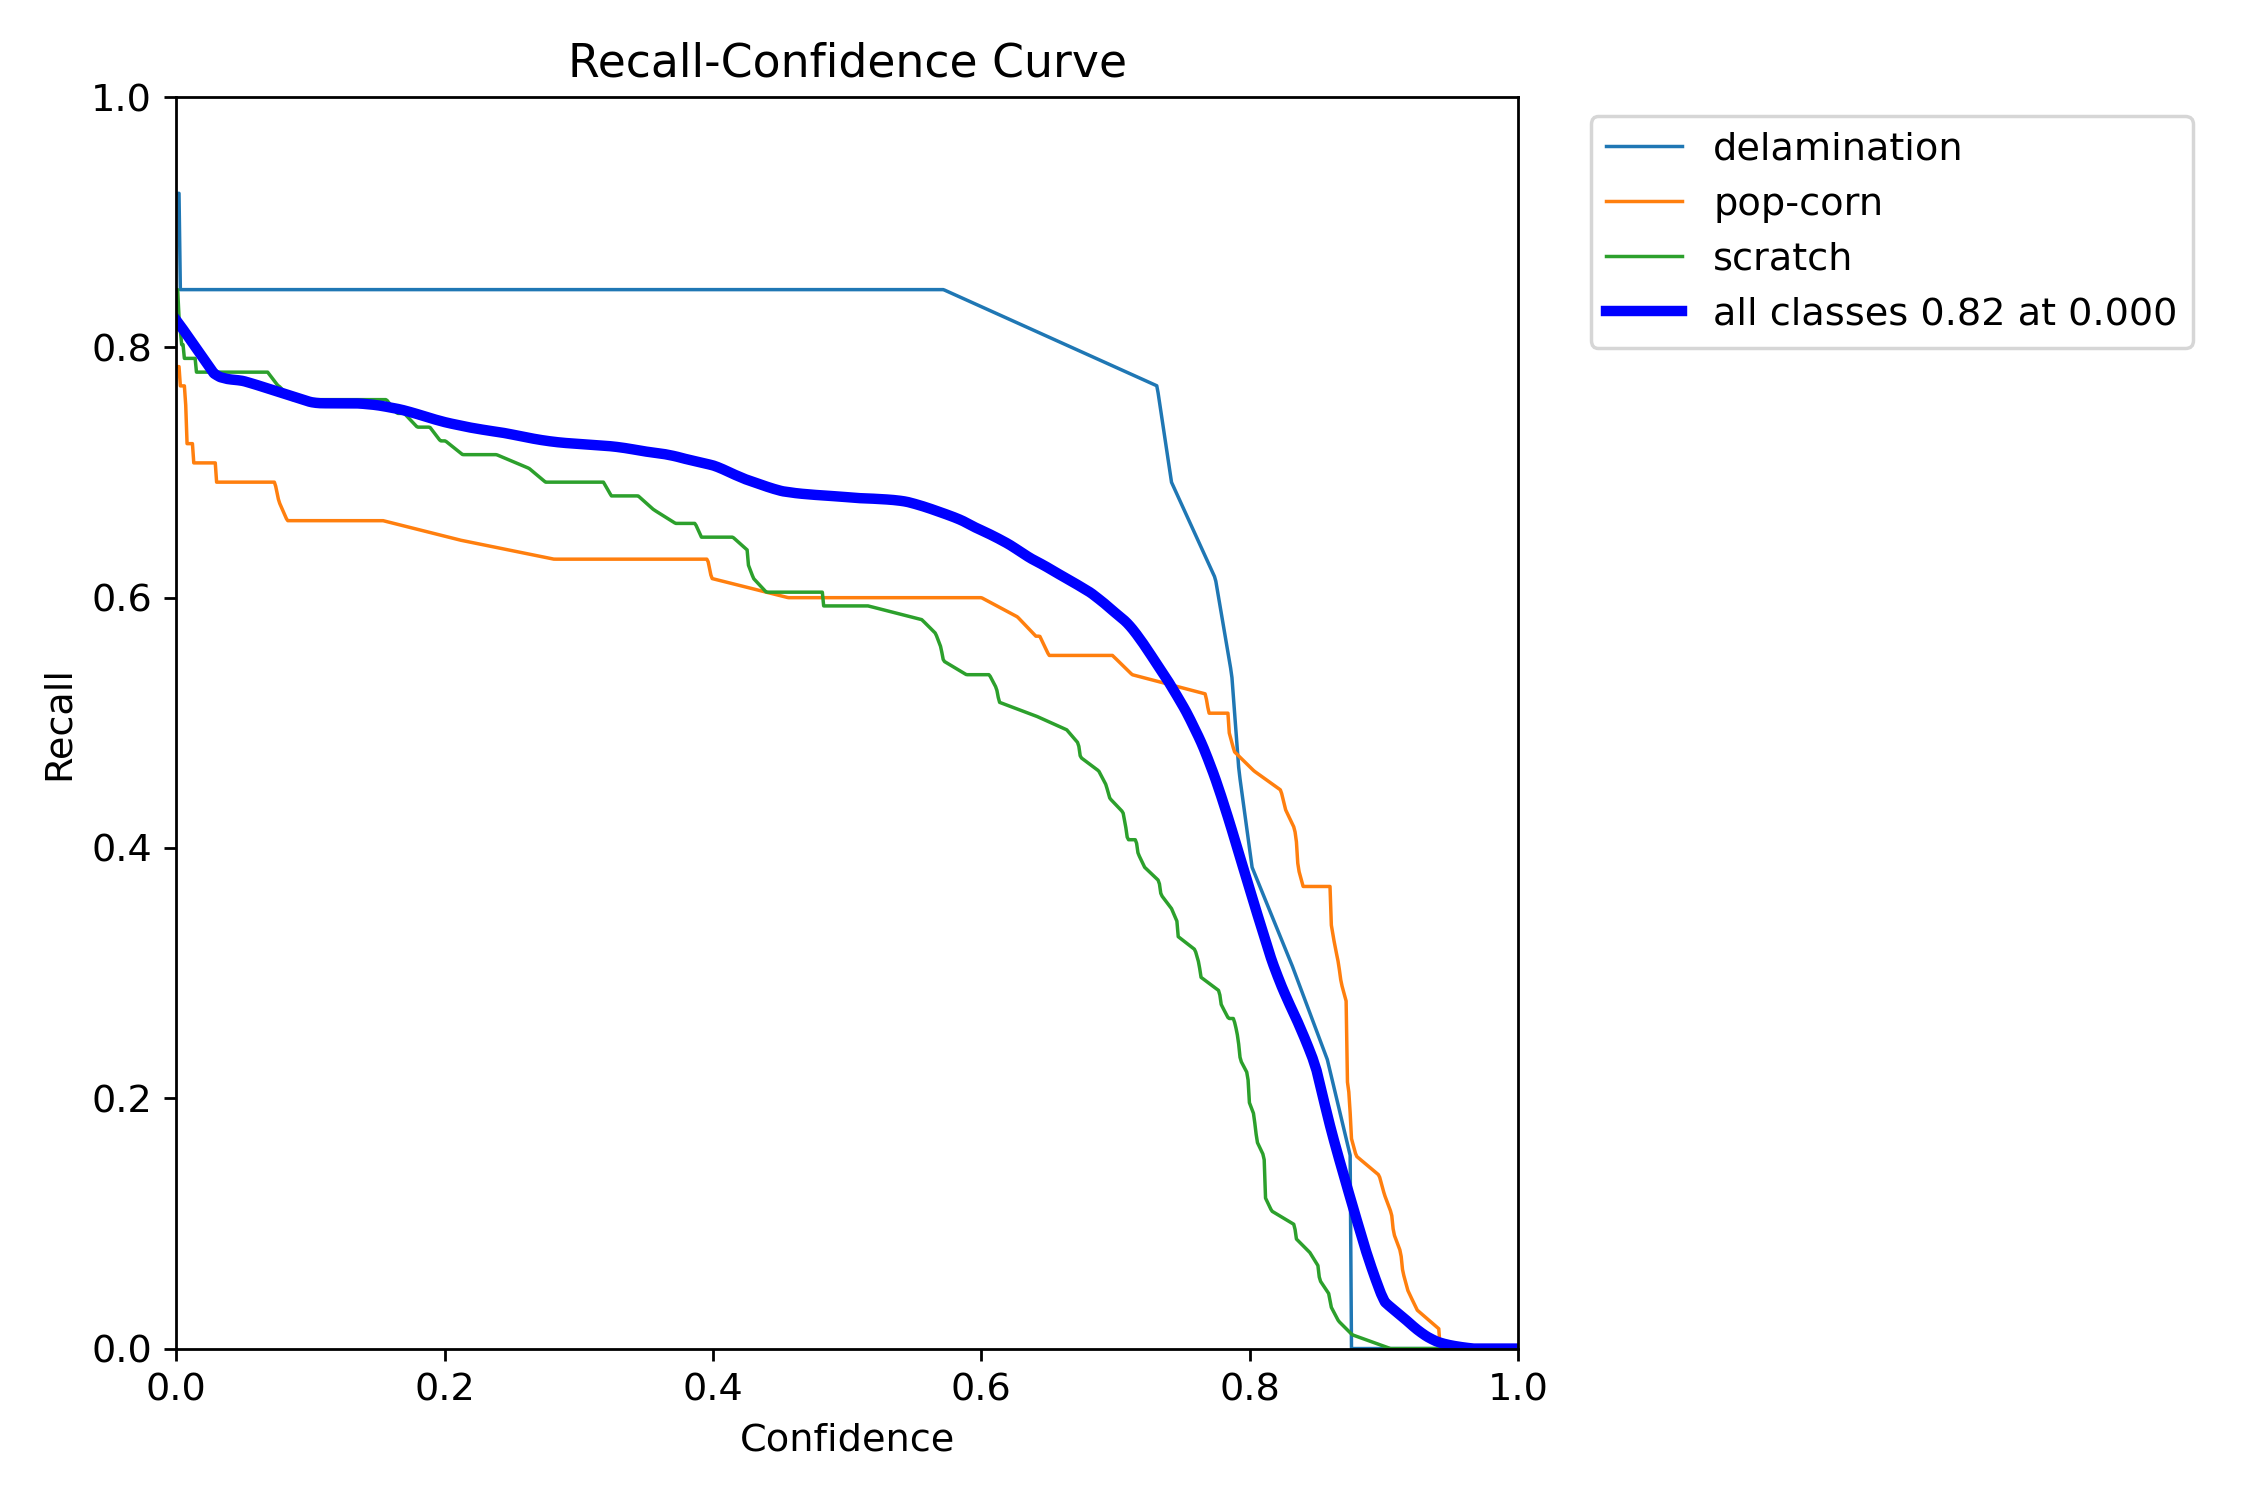 Recall-Confidence Curve
1.0
0.8
0.6
0.4
0.2
0.0
Recall
0.0 0.2 0.4 0.6 0.8 1.0
Confidence
delamination
pop-corn
scratch
all classes 0.82 at 0.000